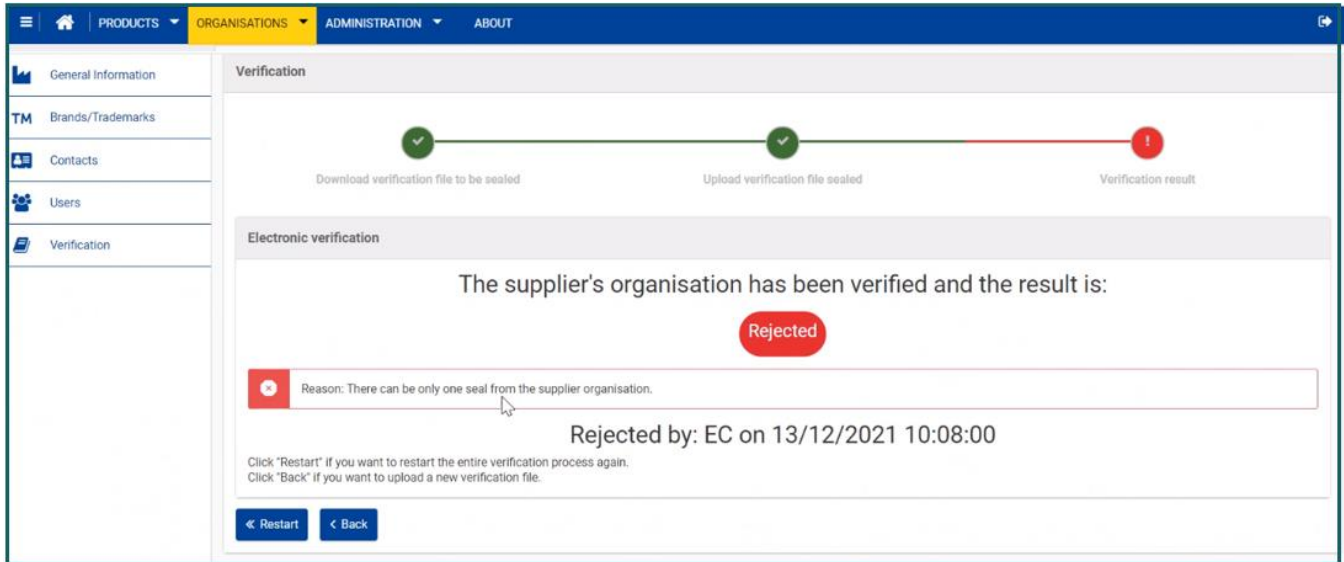 PRODUCTS ORGANISATIONS ADMINISTRATION ABOUT
General Information
Brands/Trademarks
Contacts
Users
Verification
Verification
Download verification file to be sealed
Upload verification file sealed
Verification result
Electronic verification
The supplier's organisation has been verified and the result is:
Rejected
Reason: There can be only one seal from the supplier organisation.
Rejected by: EC on 13/12/2021 10:08:00
Click "Restart" if you want to restart the entire verification process again.
Click "Back" if you want to upload a new verification file.
Restart Back